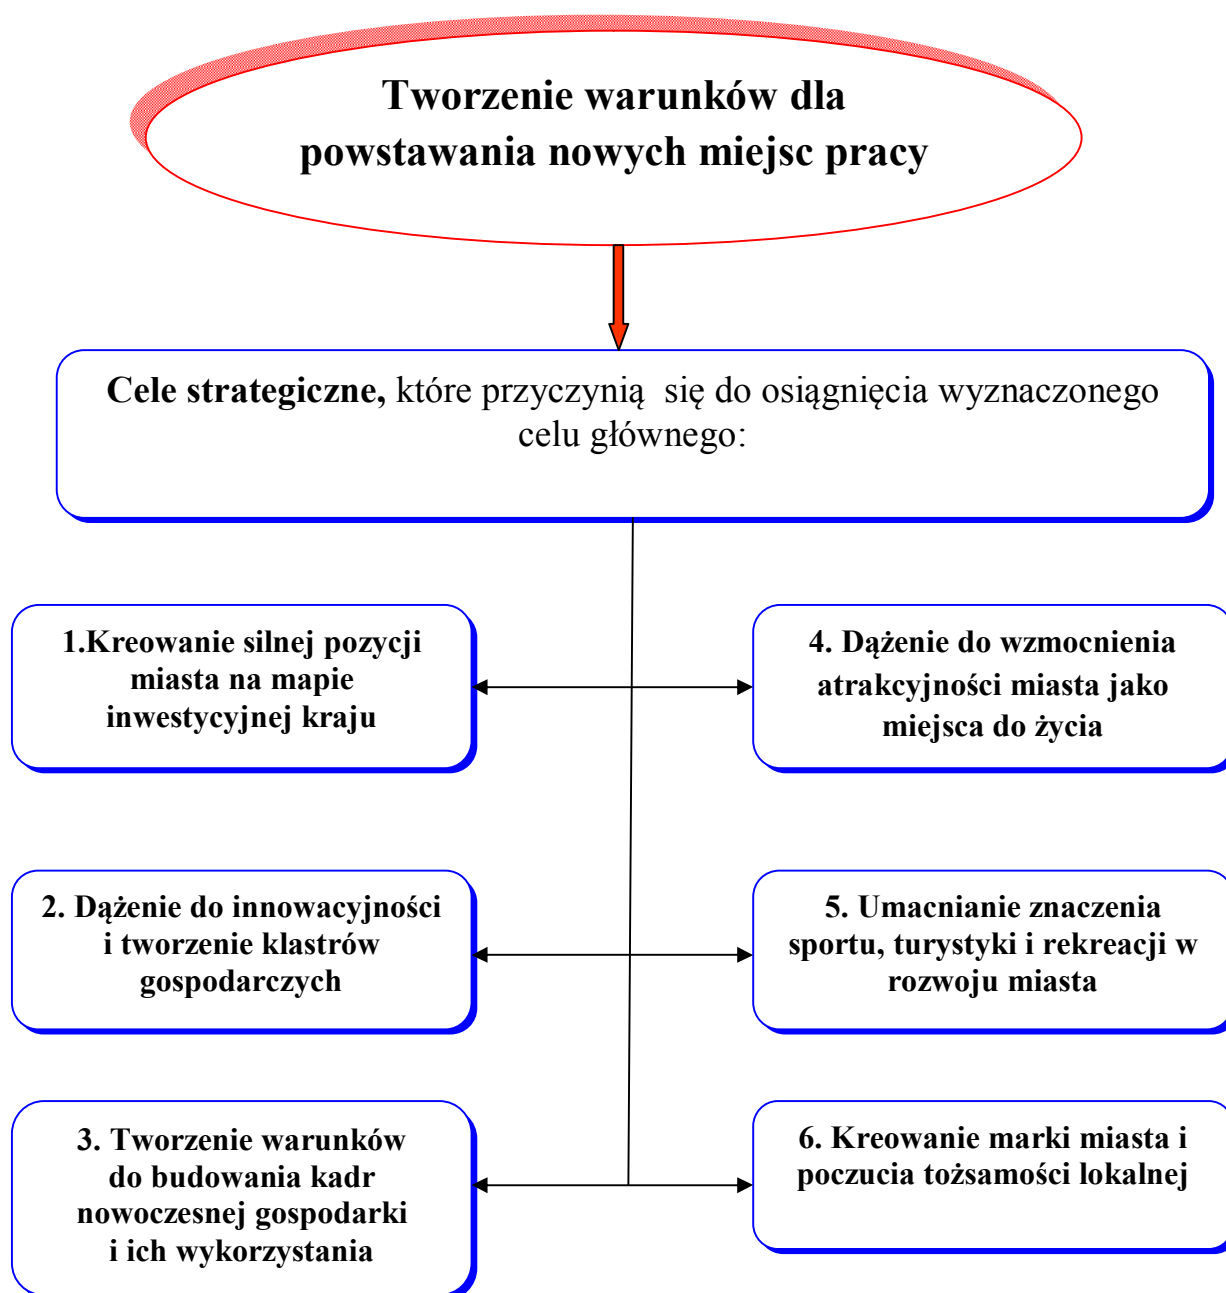 Tworzenie warunków dla
powstawania nowych miejsc pracy
Cele strategiczne, które przyczynią się do osiągnięcia wyznaczonego
celu głównego:
1.Kreowanie silnej pozycji
miasta na mapie
inwestycyjnej kraju
4. Dążenie do wzmocnienia
atrakcyjności miasta jako
miejsca do życia
2. Dążenie do innowacyjności
i tworzenie klastrów
gospodarczych
5. Umacnianie znaczenia
sportu, turystyki i rekreacji w
rozwoju miasta
3. Tworzenie warunków
do budowania kadr
nowoczesnej gospodarki
i ich wykorzystania
6. Kreowanie marki miasta i
poczucia tożsamości lokalnej